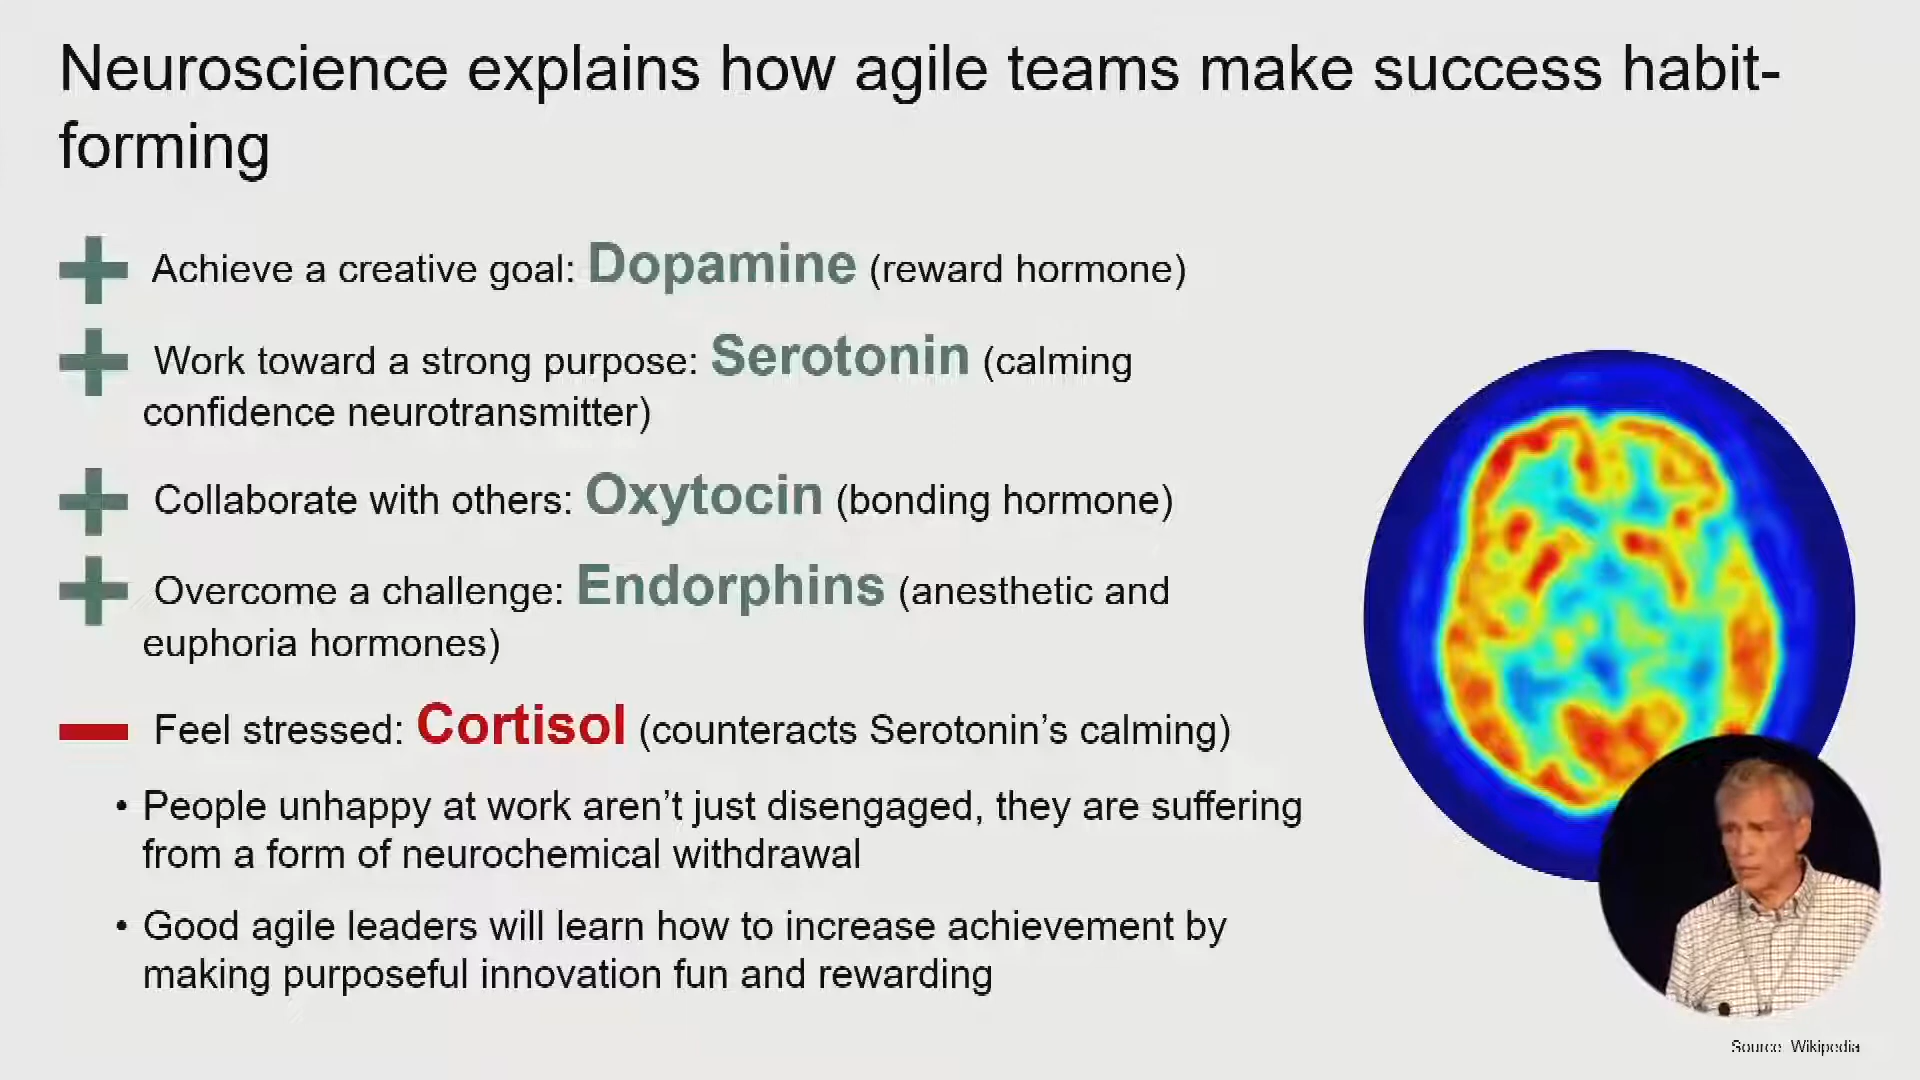 Neuroscience explains how agile teams make success habit-
forming
Achieve a creative goal: Dopamine (reward hormone)
Work toward a strong purpose: Serotonin (calming
confidence neurotransmitter)
Collaborate with others: Oxytocin (bonding hormone)
Overcome a challenge: Endorphins (anesthetic and
euphoria hormones)
Feel stressed: Cortisol (counteracts Serotonin’s calming)
• People unhappy at work aren’t just disengaged, they are suffering
from a form of neurochemical withdrawal
• Good agile leaders will learn how to increase achievement by
making purposeful innovation fun and rewarding
Source: Wikipedia